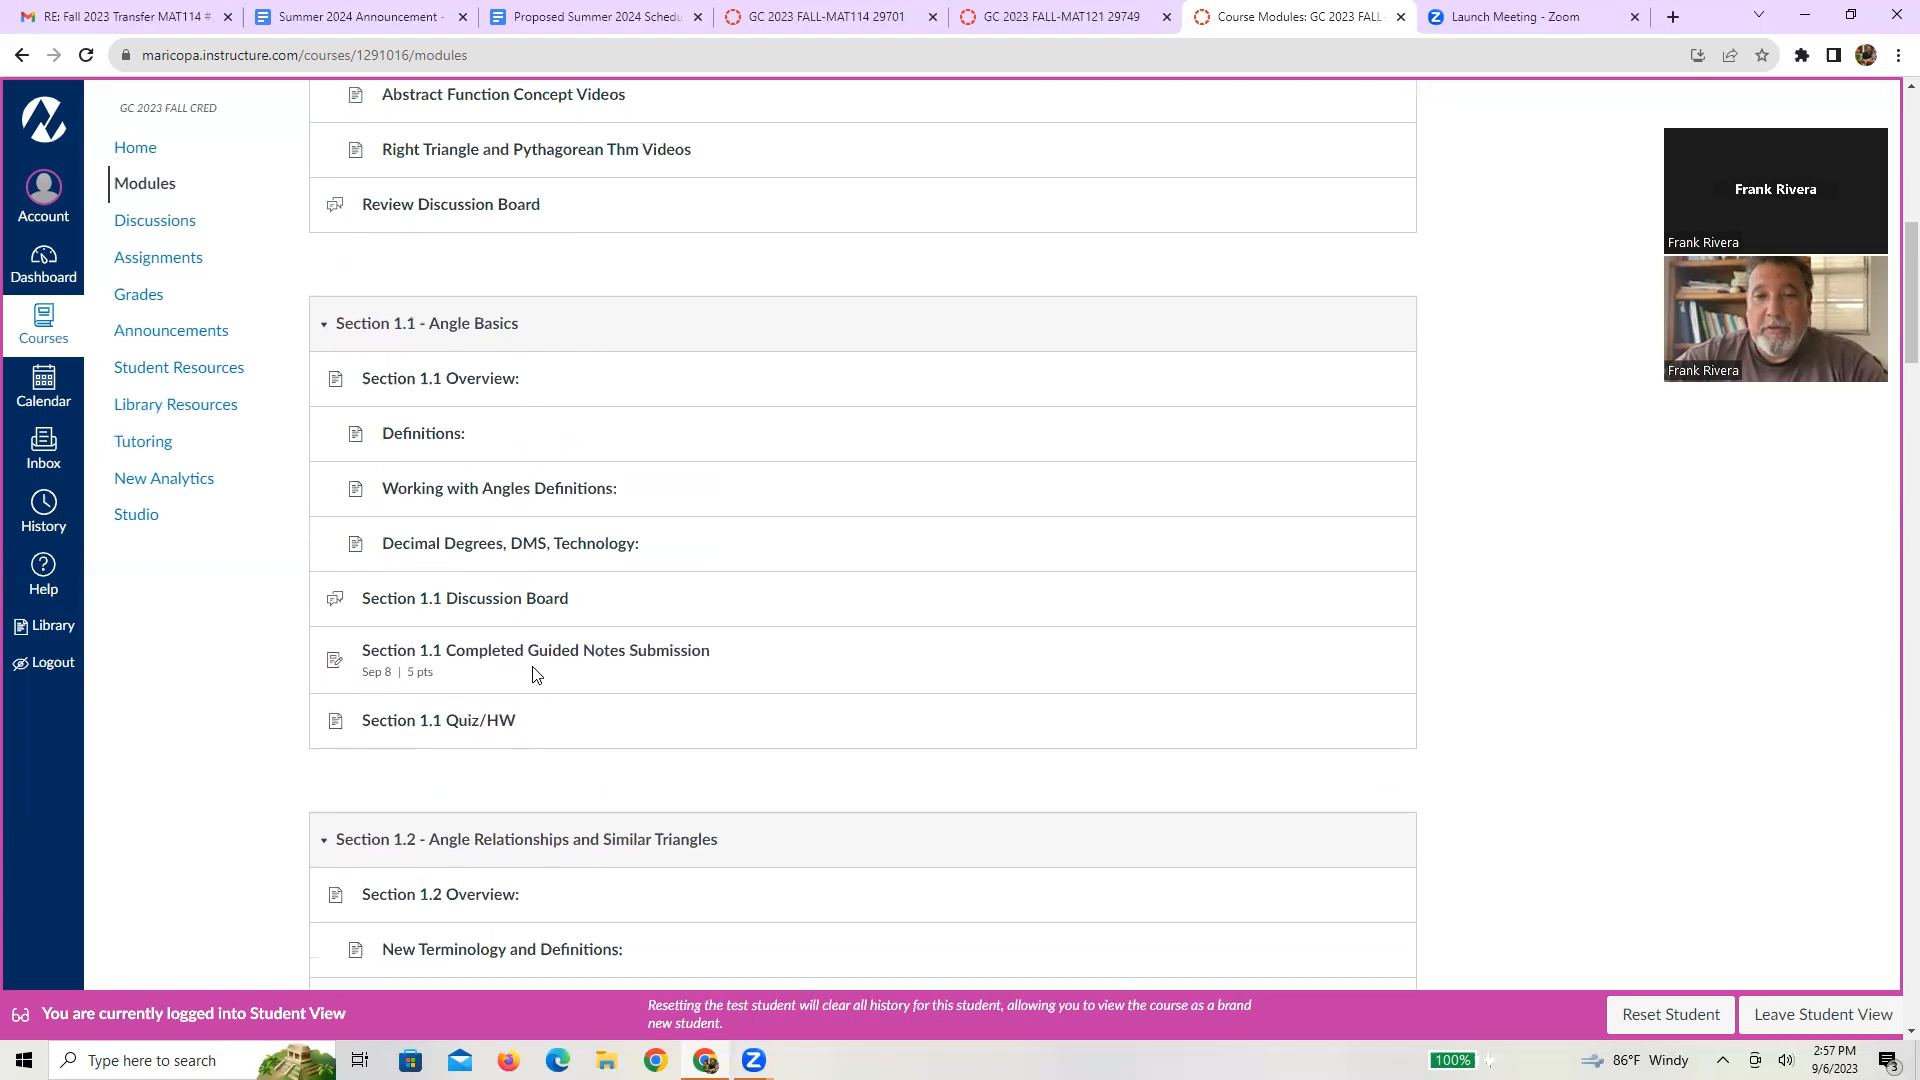 RE: Fall 2023 Transfer MAT114 #
Summer 2024 Announcement -
Proposed Summer 2024 Schedu
GC 2023 FALL-MAT114 29701
GC 2023 FALL-MAT121 29749
Course Modules: GC 2023 FALL-
Launch Meeting - Zoom
maricopa.instructure.com/courses/1291016/modules
Account
Dashboard
Courses
Calendar
Inbox
History
Help
Library
Logout
GC 2023 FALL CRED
Home
Modules
Discussions
Assignments
Grades
Announcements
Student Resources
Library Resources
Tutoring
New Analytics
Studio
Abstract Function Concept Videos
Right Triangle and Pythagorean Thm Videos
Review Discussion Board
Section 1.1 - Angle Basics
Section 1.1 Overview:
Definitions:
Working with Angles Definitions:
Decimal Degrees, DMS, Technology:
Section 1.1 Discussion Board
Section 1.1 Completed Guided Notes Submission
Sep 8 | 5 pts
Section 1.1 Quiz/HW
Section 1.2 - Angle Relationships and Similar Triangles
Section 1.2 Overview:
New Terminology and Definitions:
Frank Rivera
Frank Rivera
Frank Rivera
You are currently logged into Student View
Resetting the test student will clear all history for this student, allowing you to view the course as a brand
new student.
Reset Student
Leave Student View
Type here to search
100%
86°F Windy
2:57 PM
9/6/2023
3